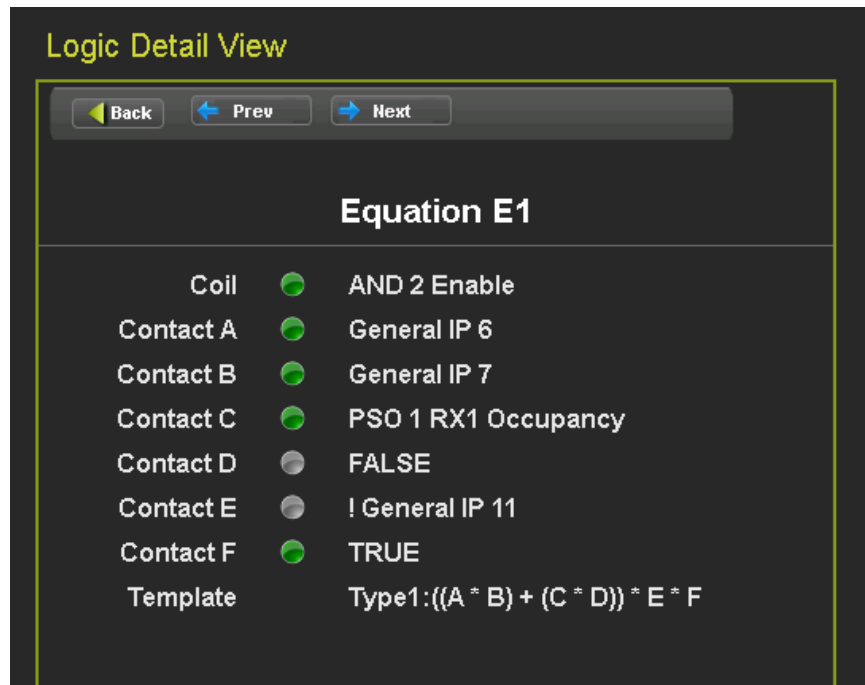 Logic Detail View
Back Prev Next
Equation E1
Coil AND 2 Enable
Contact A General IP 6
Contact B General IP 7
Contact C PSO 1 RX1 Occupancy
Contact D FALSE
Contact E ! General IP 11
Contact F TRUE
Template Type1:((A * B) + (C * D)) * E * F